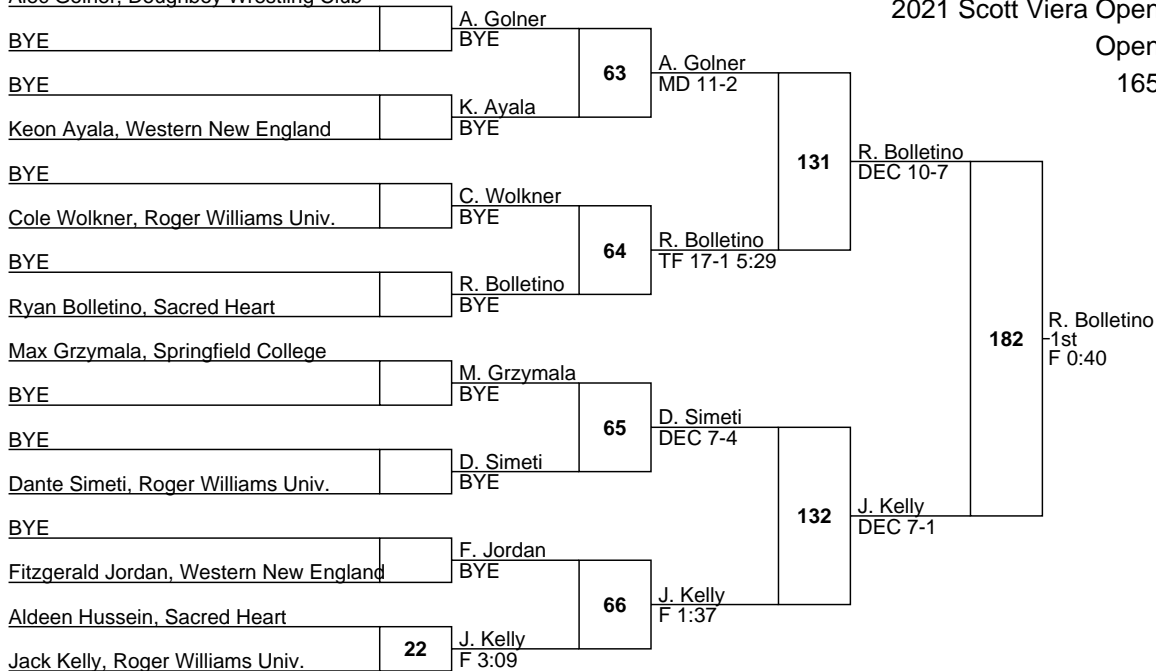 2021 Scott Viera Open
Open
165
BYE
BYE
Keon Ayala, Western New England
BYE
Cole Wolkner, Roger Williams Univ.
BYE
Ryan Bolletino, Sacred Heart
Max Grzymala, Springfield College
BYE
BYE
Dante Simeti, Roger Williams Univ.
BYE
Fitzgerald Jordan, Western New England
Aldeen Hussein, Sacred Heart
Jack Kelly, Roger Williams Univ.
22
A. Golner
BYE
K. Ayala
BYE
C. Wolkner
BYE
R. Bolletino
BYE
M. Grzymala
BYE
D. Simeti
BYE
F. Jordan
BYE
J. Kelly
F 3:09
63
64
65
66
A. Golner
MD 11-2
R. Bolletino
TF 17-1 5:29
D. Simeti
DEC 7-4
J. Kelly
F 1:37
131
132
R. Bolletino
DEC 10-7
J. Kelly
DEC 7-1
182
R. Bolletino
1st
F 0:40